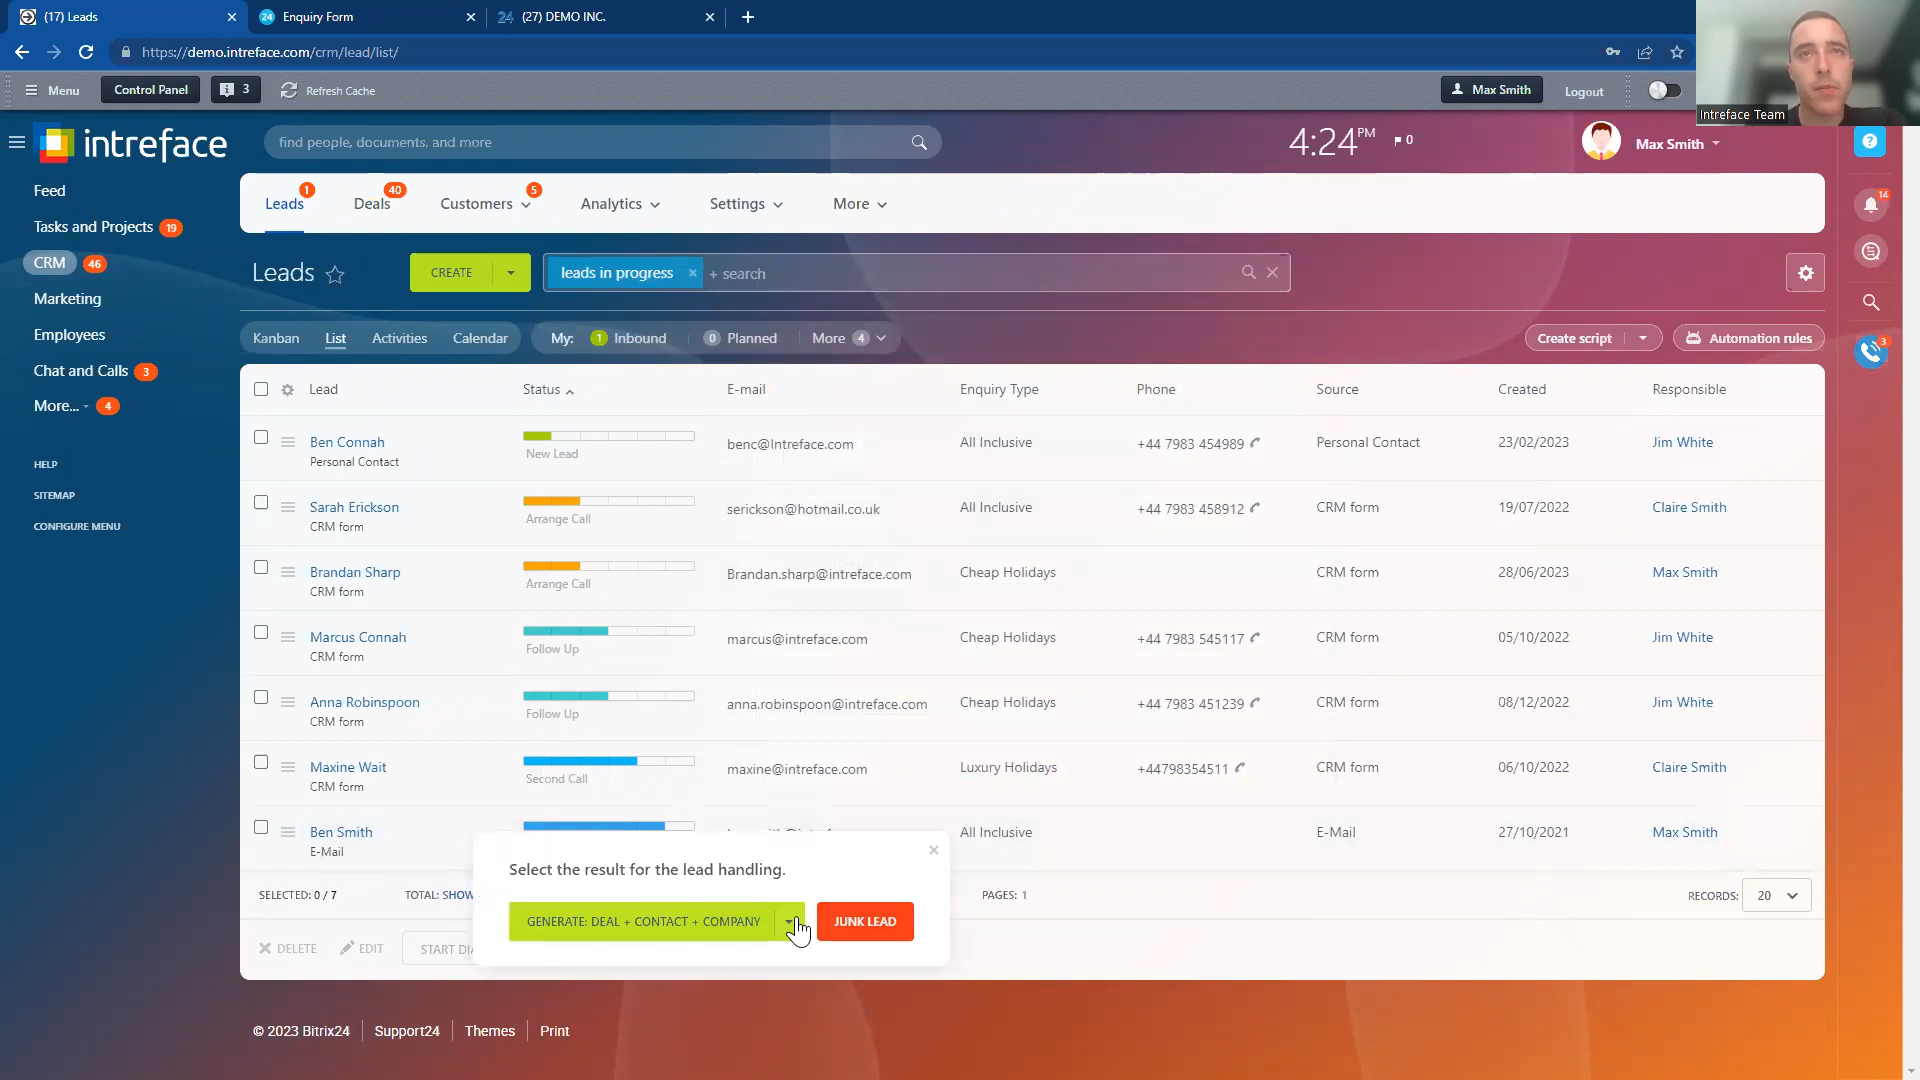 (17) Leads
Enquiry Form
(27) DEMO INC.
https://demo.intreface.com/crm/lead/list/
Menu
Control Panel
3
Refresh Cache
Max Smith
Logout
Intreface Team
intreface
find people, documents, and more
4:24 PM
0
Max Smith
14
3
Feed
Tasks and Projects 19
CRM 46
Marketing
Employees
Chat and Calls 3
More... 4
HELP
SITEMAP
CONFIGURE MENU
Leads 1 Deals 40 Customers 5 Analytics Settings More
Leads
CREATE
leads in progress
+ search
Kanban List Activities Calendar
My: 1 Inbound 0 Planned More 4
Create script
Automation rules
Lead Status E-mail Enquiry Type Phone Source Created Responsible
Ben Connah New Lead benc@Intreface.com All Inclusive +44 7983 454989 Personal Contact 23/02/2023 Jim White
Personal Contact
Sarah Erickson Arrange Call serickson@hotmail.co.uk All Inclusive +44 7983 458912 CRM form 19/07/2022 Claire Smith
CRM form
Brandan Sharp Arrange Call Brandan.sharp@intreface.com Cheap Holidays CRM form 28/06/2023 Max Smith
CRM form
Marcus Connah Follow Up marcus@intreface.com Cheap Holidays +44 7983 545117 CRM form 05/10/2022 Jim White
CRM form
Anna Robinspoon Follow Up anna.robinspoon@intreface.com Cheap Holidays +44 7983 451239 CRM form 08/12/2022 Jim White
CRM form
Maxine Wait Second Call maxine@intreface.com Luxury Holidays +44798354511 CRM form 06/10/2022 Claire Smith
CRM form
Ben Smith All Inclusive E-Mail 27/10/2021 Max Smith
E-Mail
Select the result for the lead handling.
GENERATE: DEAL + CONTACT + COMPANY
JUNK LEAD
SELECTED: 0 / 7 TOTAL: SHOW PAGES: 1 RECORDS: 20
DELETE EDIT START
© 2023 Bitrix24 Support24 Themes Print